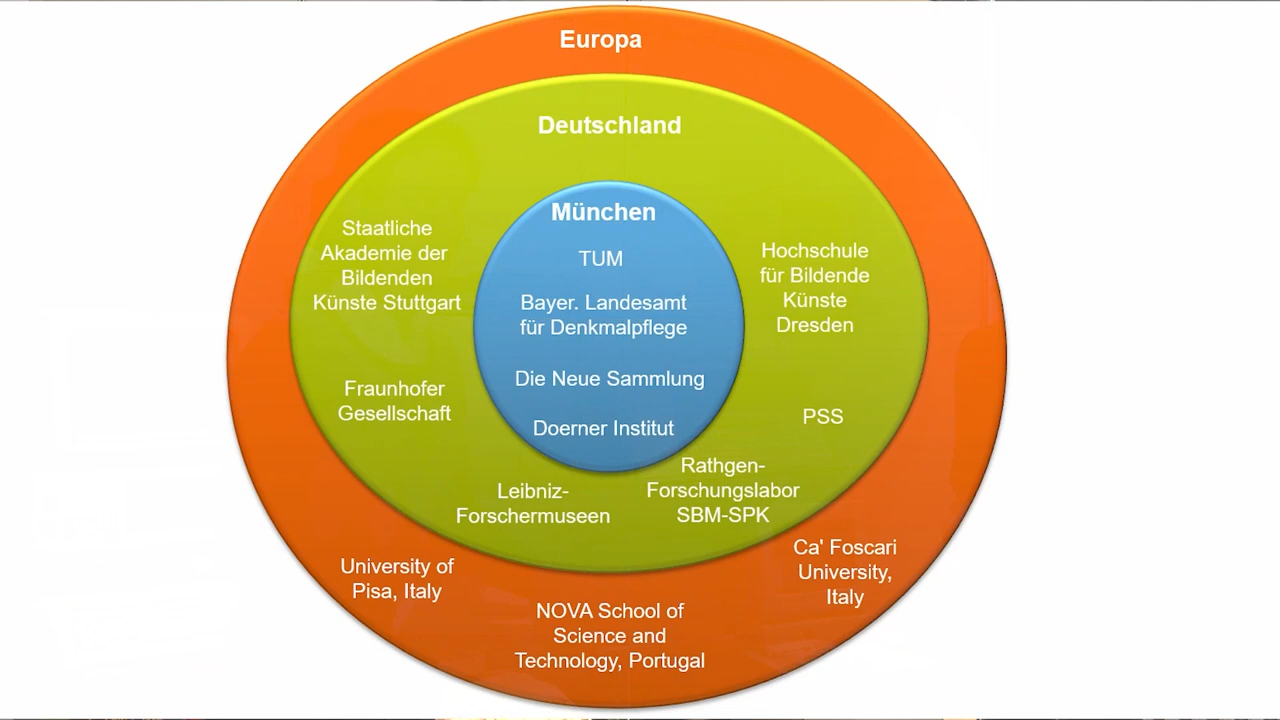 Europa
Deutschland
München
TUM
Bayer. Landesamt
für Denkmalpflege
Die Neue Sammlung
Doerner Institut
Staatliche
Akademie der
Bildenden
Künste Stuttgart
Fraunhofer
Gesellschaft
Leibniz-
Forschermuseen
Hochschule
für Bildende
Künste
Dresden
PSS
Rathgen-
Forschungslabor
SBM-SPK
University of
Pisa, Italy
NOVA School of
Science and
Technology, Portugal
Ca' Foscari
University,
Italy